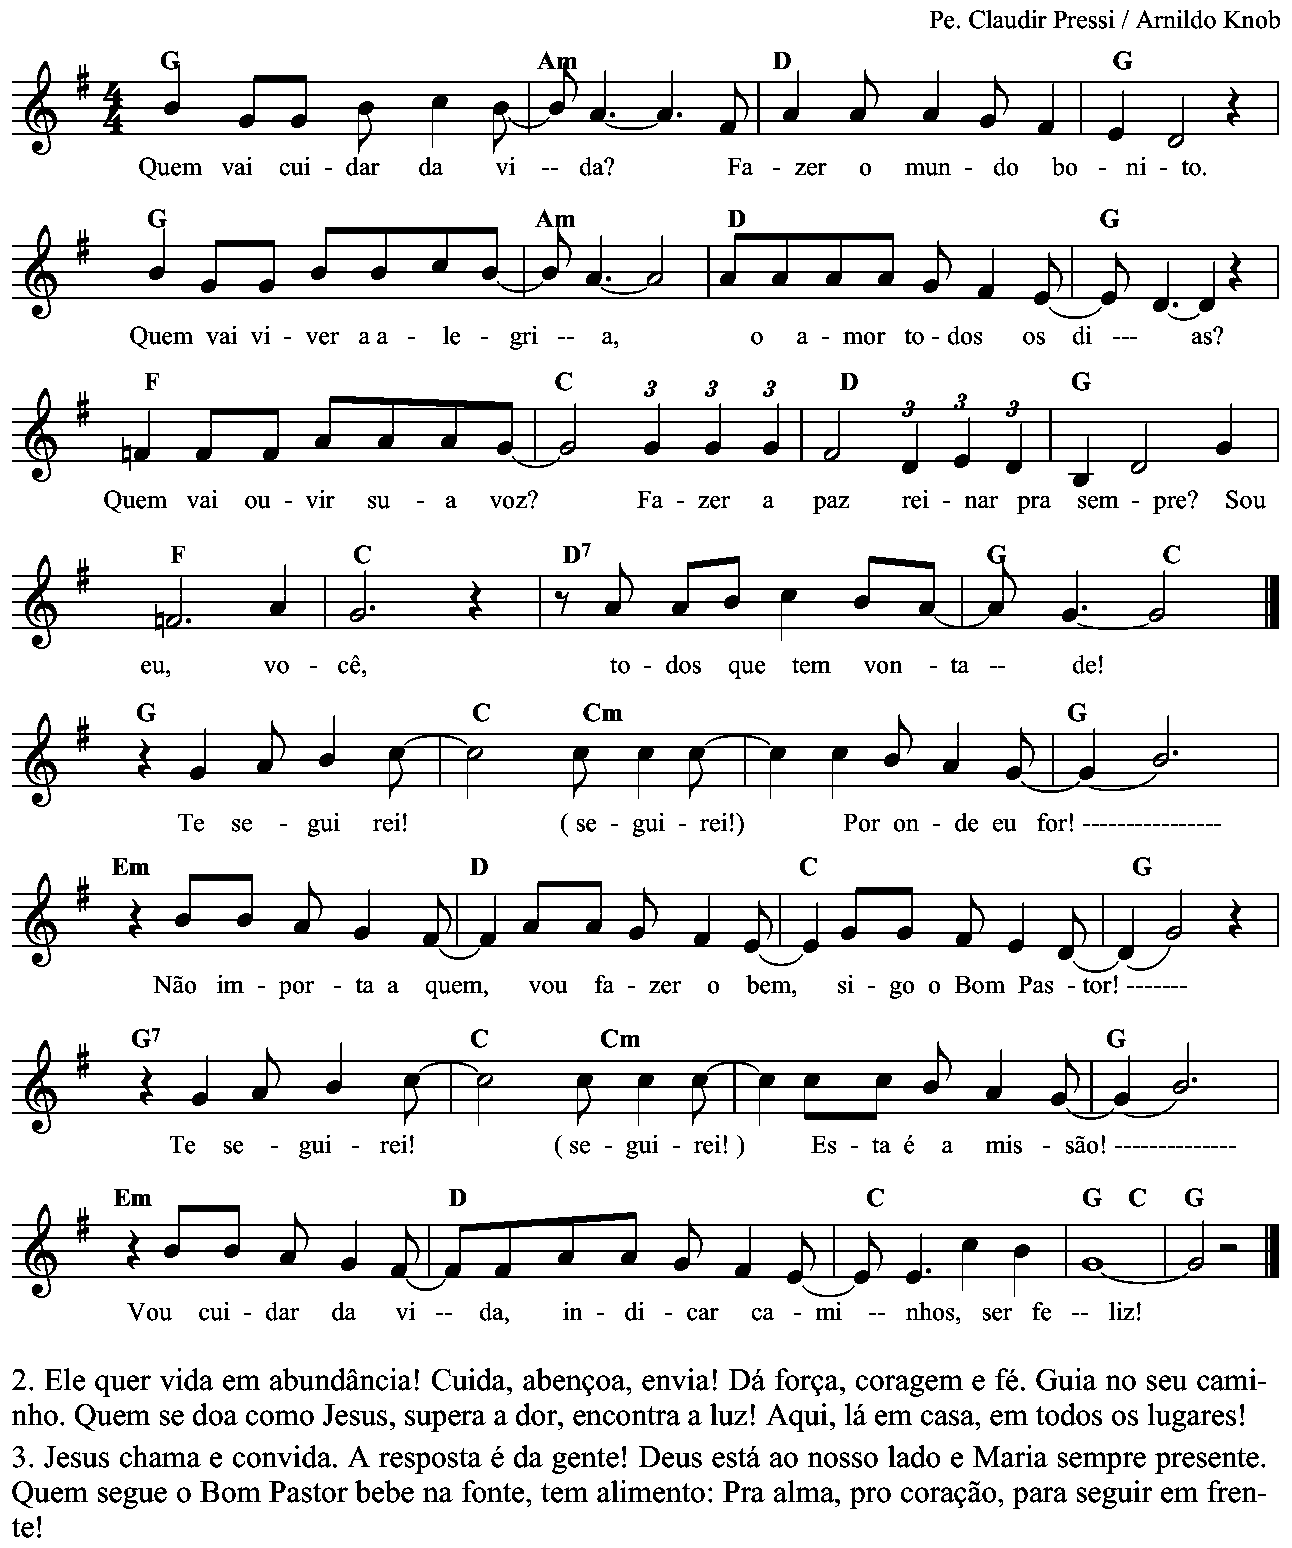 Pe. Claudir Pressi / Arnildo Knob
G Am D G
Quem vai cui - dar da vi -- da? Fa - zer o mun - do bo - ni - to.
G Am D G
Quem vai vi - ver a a - le - gri -- a, o a - mor to - dos os di --- as?
F C 3 3 3 D 3 3 3 G
Quem vai ou - vir su - a voz? Fa - zer a paz rei - nar pra sem - pre? Sou
F C D7 G C
eu, vo - cê, to - dos que tem von - ta -- de!
G C Cm G
Te se - gui rei! ( se - gui - rei!) Por on - de eu for! ----------------
Em D C G
Não im - por - ta a quem, vou fa - zer o bem, si - go o Bom Pas - tor! -------
G7 C Cm G
Te se - gui - rei! ( se - gui - rei! ) Es - ta é a mis - são! --------------
Em D C G C G
Vou cui - dar da vi -- da, in - di - car ca - mi -- nhos, ser fe -- liz!
2. Ele quer vida em abundância! Cuida, abençoa, envia! Dá força, coragem e fé. Guia no seu cami-
nho. Quem se doa como Jesus, supera a dor, encontra a luz! Aqui, lá em casa, em todos os lugares!
3. Jesus chama e convida. A resposta é da gente! Deus está ao nosso lado e Maria sempre presente.
Quem segue o Bom Pastor bebe na fonte, tem alimento: Pra alma, pro coração, para seguir em fren-
te!